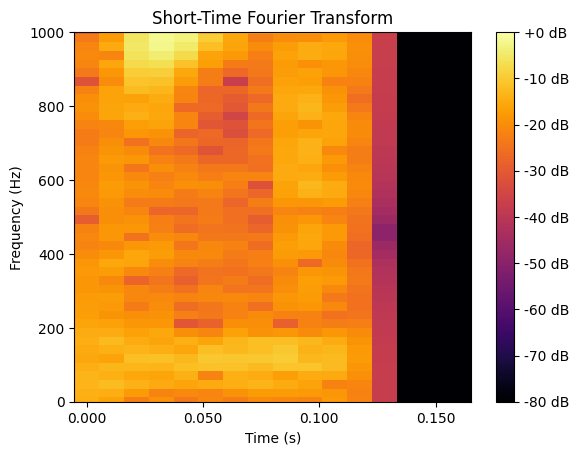 Short-Time Fourier Transform
Frequency (Hz)
1000
800
600
400
200
0
0.000
0.050
0.100
0.150
Time (s)
+0 dB
-10 dB
-20 dB
-30 dB
-40 dB
-50 dB
-60 dB
-70 dB
-80 dB